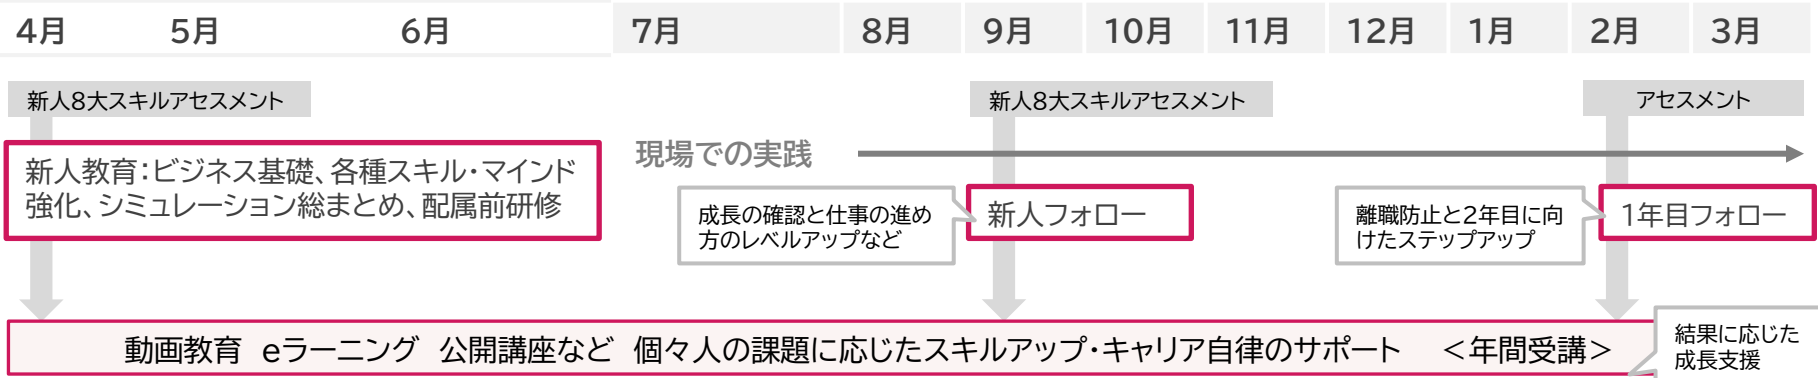 4月 5月 6月 7月 8月 9月 10月 11月 12月 1月 2月 3月
新人8大スキルアセスメント
新人8大スキルアセスメント
アセスメント
新人教育：ビジネス基礎、各種スキル・マインド
強化、シミュレーション総まとめ、配属前研修
現場での実践
成長の確認と仕事の進め
方のレベルアップなど
新人フォロー
離職防止と2年目に向
けたステップアップ
1年目フォロー
動画教育 eラーニング 公開講座など 個々人の課題に応じたスキルアップ・キャリア自律のサポート ＜年間受講＞
結果に応じた
成長支援